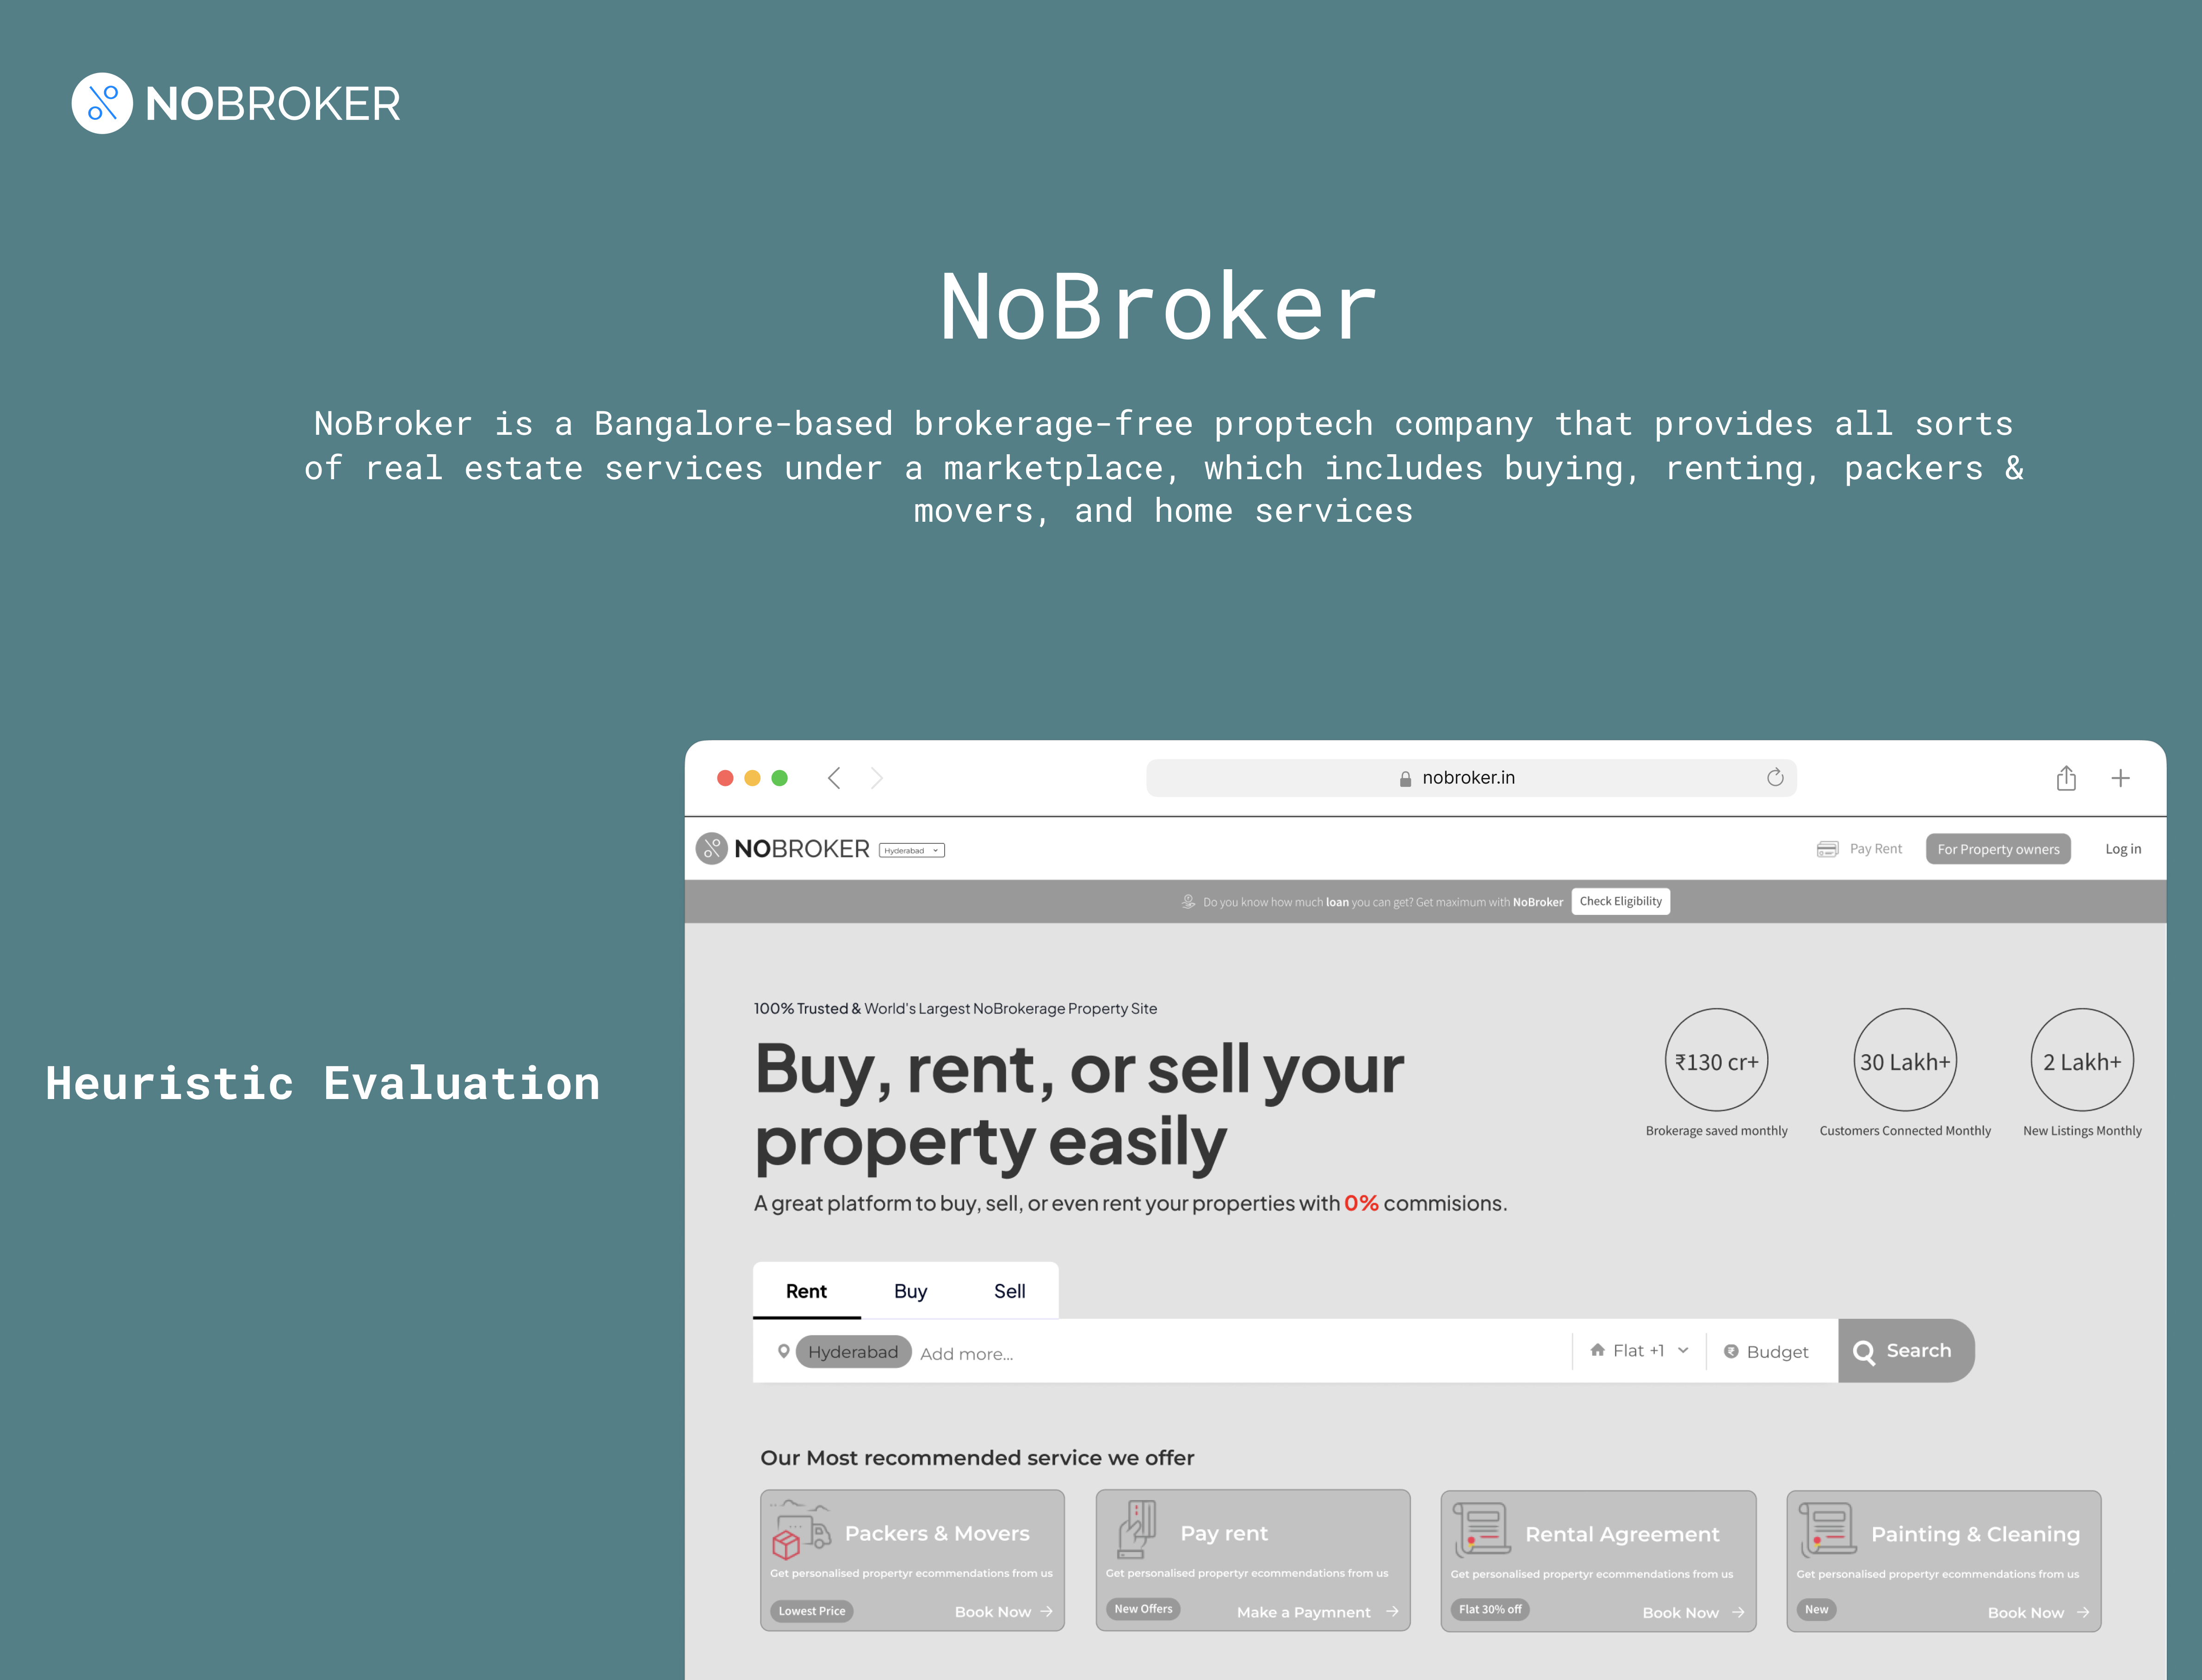 NOBROKER
NoBroker
NoBroker is a Bangalore-based brokerage-free proptech company that provides all sorts
of real estate services under a marketplace, which includes buying, renting, packers &
movers, and home services
Heuristic Evaluation
nobroker.in
NOBROKER Hyderabad Pay Rent For Property owners Log in
Do you know how much loan you can get? Get maximum with NoBroker Check Eligibility
100% Trusted & World's Largest NoBrokerage Property Site
Buy, rent, or sell your
property easily
A great platform to buy, sell, or even rent your properties with 0% commisions.
₹130 cr+
Brokerage saved monthly
30 Lakh+
Customers Connected Monthly
2 Lakh+
New Listings Monthly
Rent Buy Sell
Hyderabad Add more... Flat +1 Budget Search
Our Most recommended service we offer
Packers & Movers
Get personalised propertyr ecommendations from us
Lowest Price Book Now
Pay rent
Get personalised propertyr ecommendations from us
New Offers Make a Paymnent
Rental Agreement
Get personalised propertyr ecommendations from us
Flat 30% off Book Now
Painting & Cleaning
Get personalised propertyr ecommendations from us
New Book Now